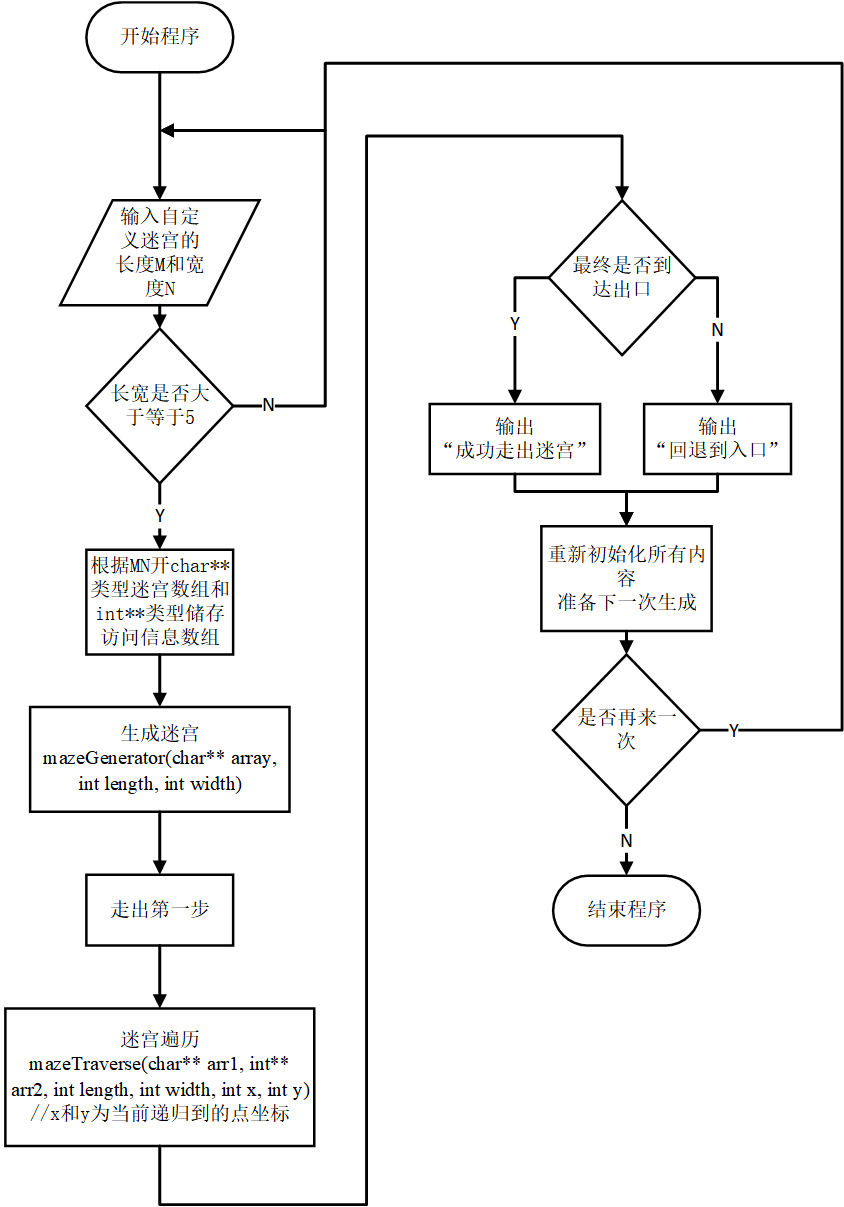 开始程序
输入自定
义迷宫的
长度M和宽
度N
长宽是否大
于等于5
N
Y
根据MN开char**
类型迷宫数组和
int**类型储存
访问信息数组
生成迷宫
mazeGenerator(char** array,
int length, int width)
走出第一步
迷宫遍历
mazeTraverse(char** arr1, int**
arr2, int length, int width, int x, int y)
//x和y为当前递归到的点坐标
最终是否到
达出口
Y
N
输出
“成功走出迷宫”
输出
“回退到入口”
重新初始化所有内
容
准备下一次生成
是否再来一
次
Y
N
结束程序